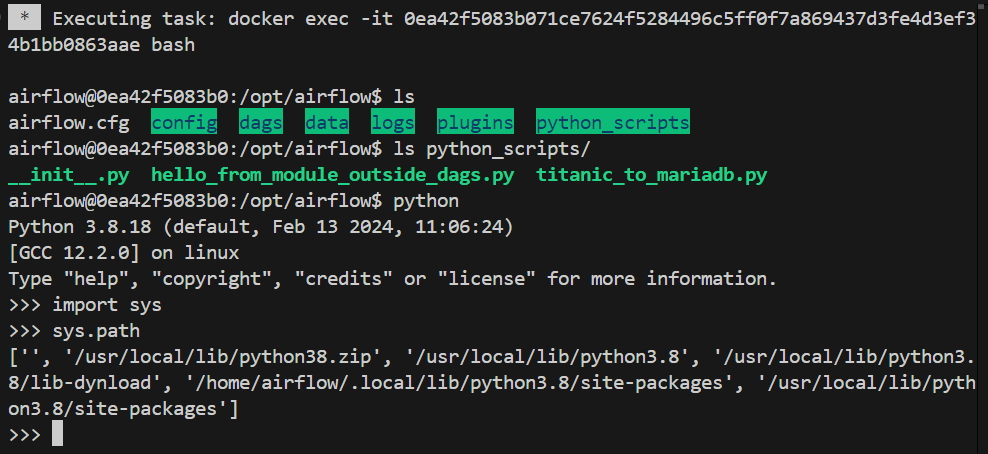 * Executing task: docker exec -it 0ea42f5083b071ce7624f5284496c5ff0f7a869437d3fe4d3ef3
4b1bb0863aae bash
airflow@0ea42f5083b0:/opt/airflow$ ls
airflow.cfg config dags data logs plugins python_scripts
airflow@0ea42f5083b0:/opt/airflow$ ls python_scripts/
__init__.py hello_from_module_outside_dags.py titanic_to_mariadb.py
airflow@0ea42f5083b0:/opt/airflow$ python
Python 3.8.18 (default, Feb 13 2024, 11:06:24)
[GCC 12.2.0] on linux
Type "help", "copyright", "credits" or "license" for more information.
>>> import sys
>>> sys.path
['', '/usr/local/lib/python38.zip', '/usr/local/lib/python3.8', '/usr/local/lib/python3.
8/lib-dynload', '/home/airflow/.local/lib/python3.8/site-packages', '/usr/local/lib/pyth
on3.8/site-packages']
>>>